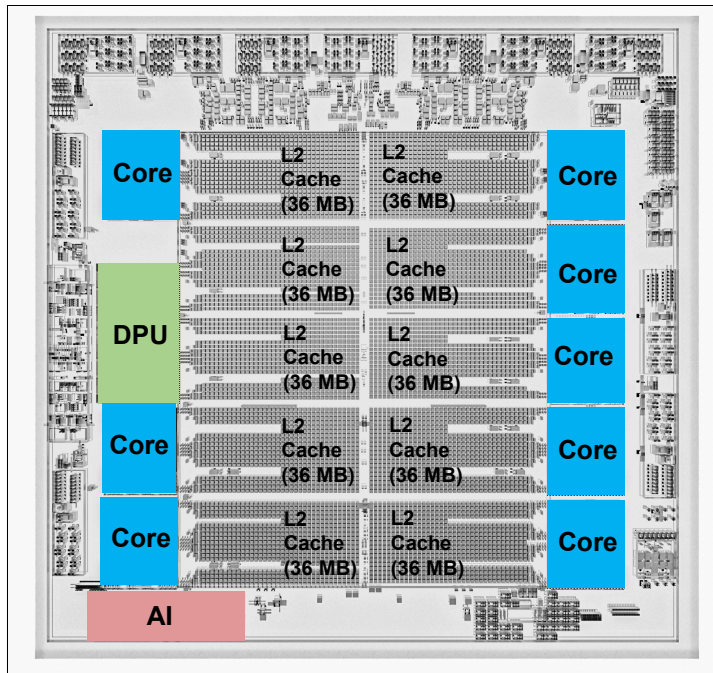 Core
L2
Cache
(36 MB)
L2
Cache
(36 MB)
Core
L2
Cache
(36 MB)
L2
Cache
(36 MB)
Core
DPU
L2
Cache
(36 MB)
L2
Cache
(36 MB)
Core
Core
L2
Cache
(36 MB)
L2
Cache
(36 MB)
Core
Core
L2
Cache
(36 MB)
L2
Cache
(36 MB)
Core
AI